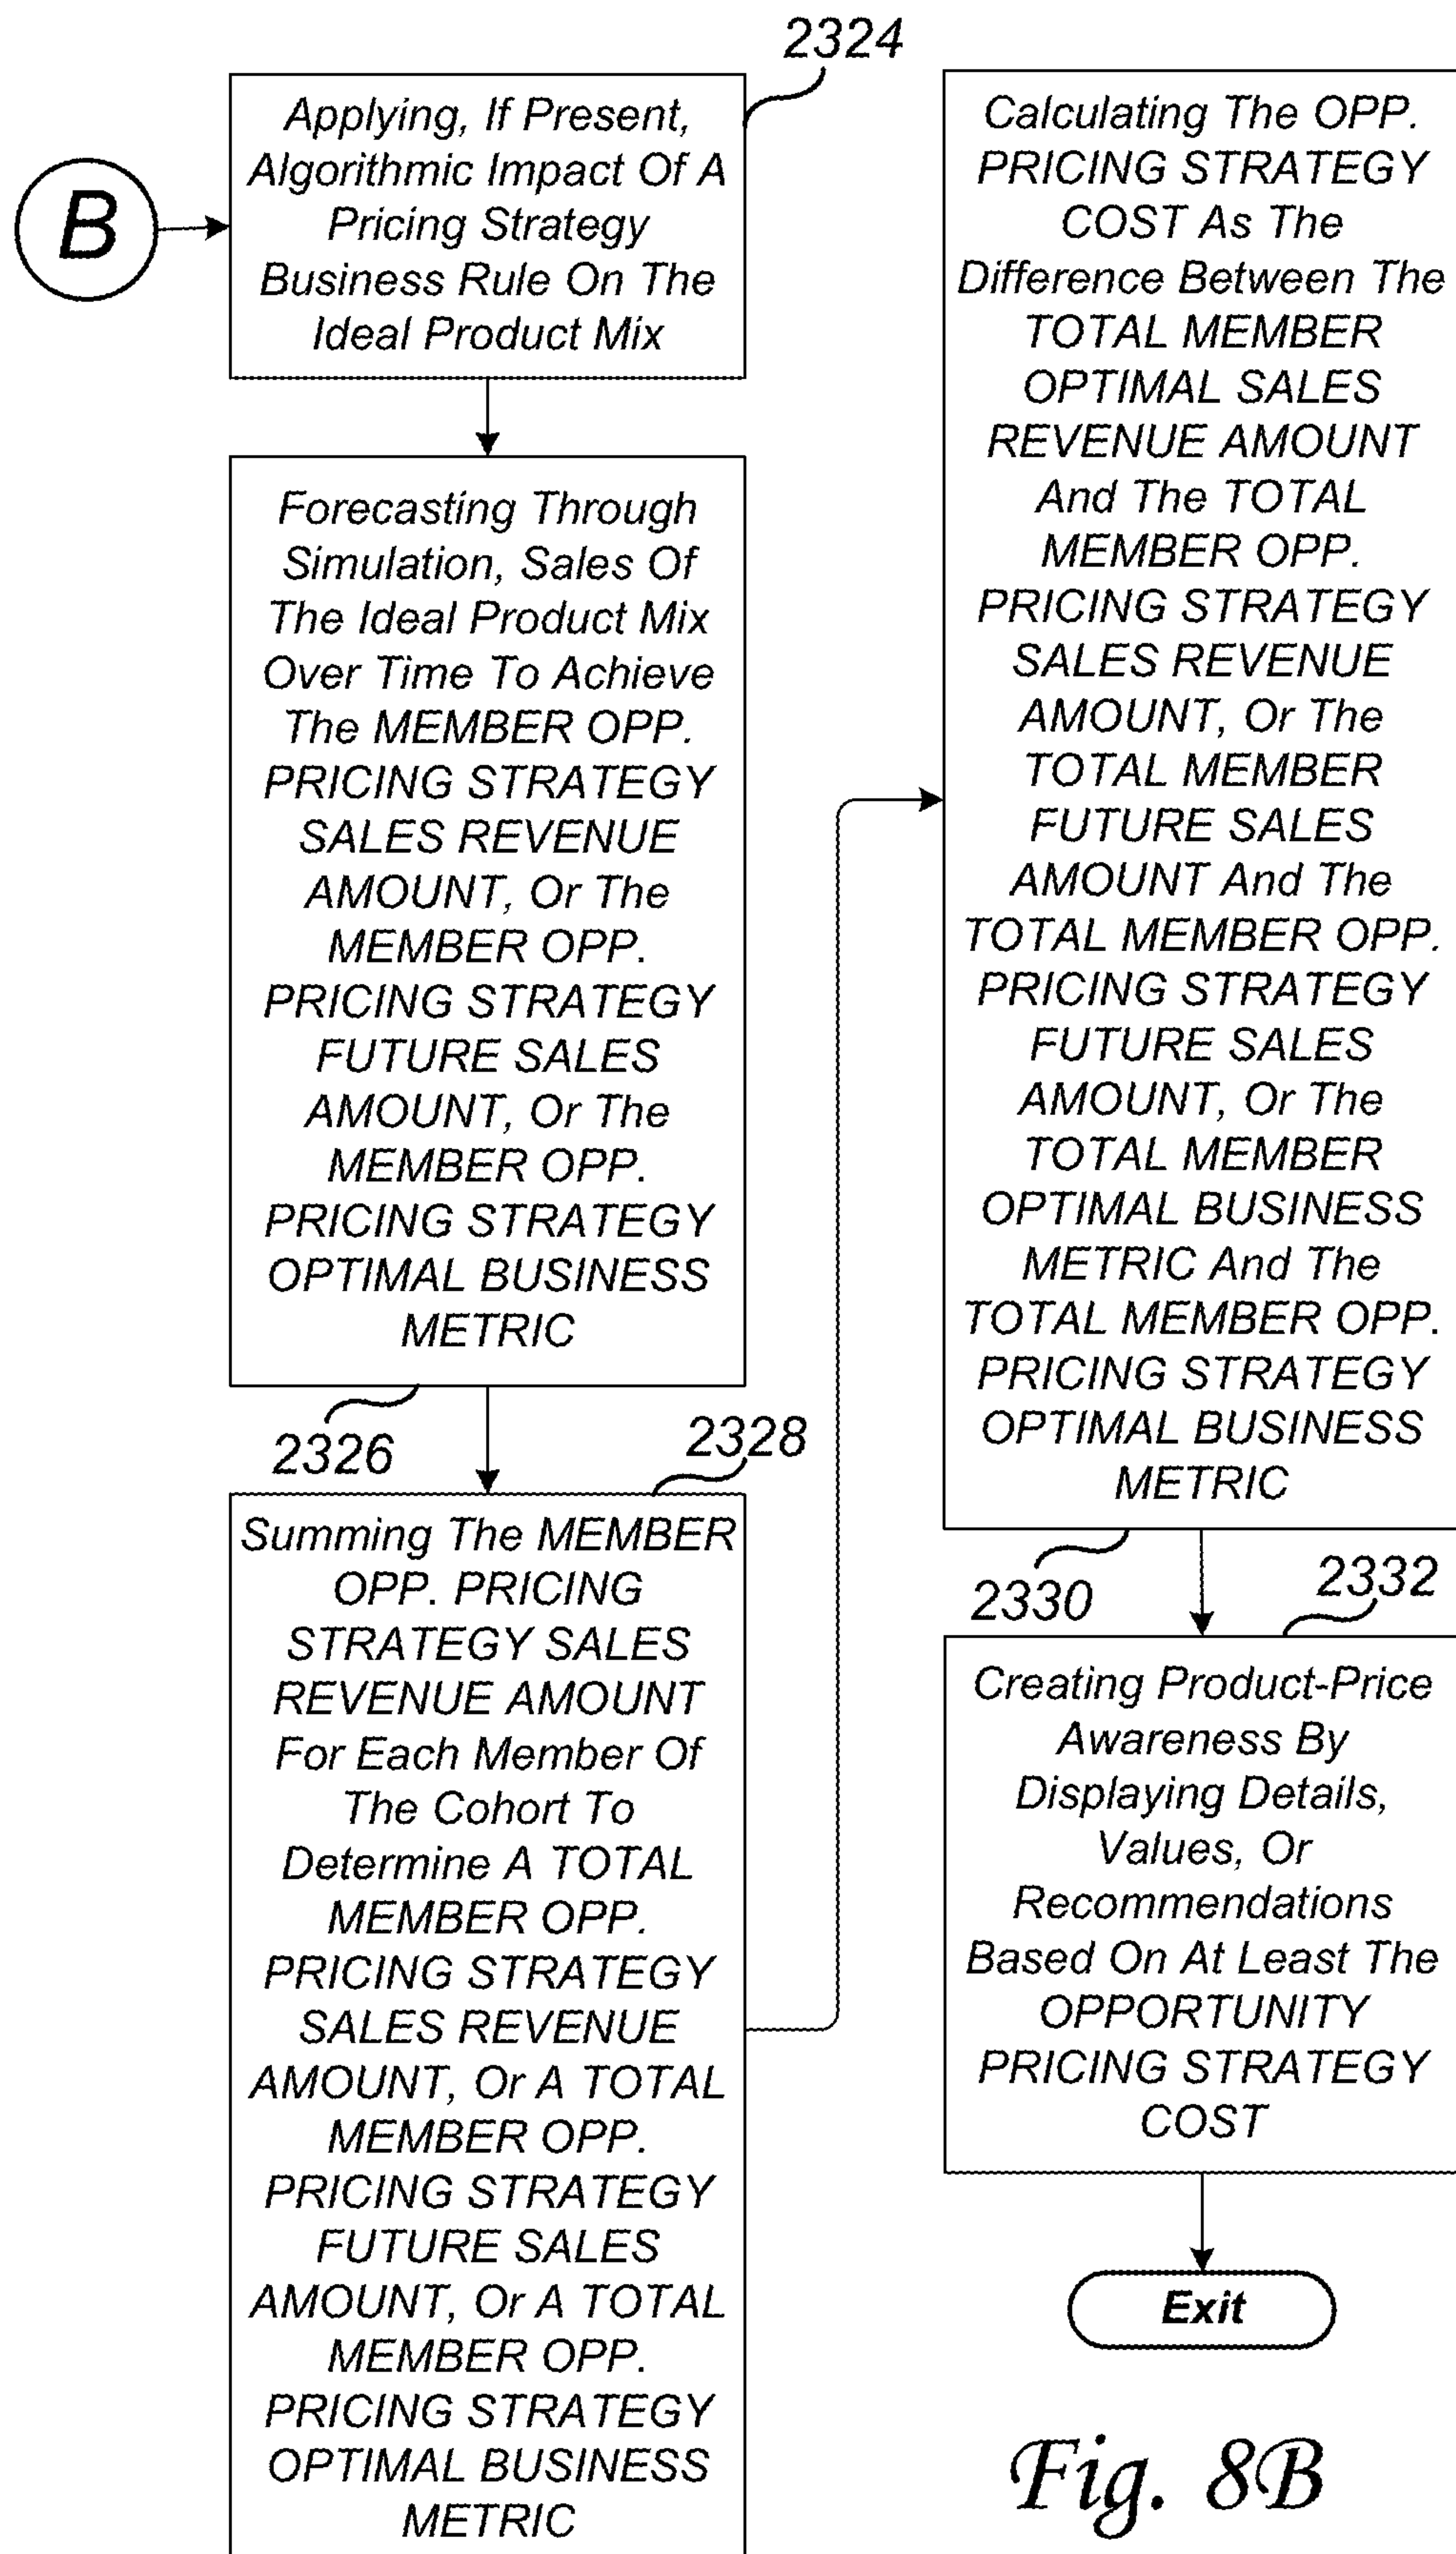 2324
B
Applying, If Present,
Algorithmic Impact Of A
Pricing Strategy
Business Rule On The
Ideal Product Mix
Forecasting Through
Simulation, Sales Of
The Ideal Product Mix
Over Time To Achieve
The MEMBER OPP.
PRICING STRATEGY
SALES REVENUE
AMOUNT, Or The
MEMBER OPP.
PRICING STRATEGY
FUTURE SALES
AMOUNT, Or The
MEMBER OPP.
PRICING STRATEGY
OPTIMAL BUSINESS
METRIC
2326
2328
Summing The MEMBER
OPP. PRICING
STRATEGY SALES
REVENUE AMOUNT
For Each Member Of
The Cohort To
Determine A TOTAL
MEMBER OPP.
PRICING STRATEGY
SALES REVENUE
AMOUNT, Or A TOTAL
MEMBER OPP.
PRICING STRATEGY
FUTURE SALES
AMOUNT, Or A TOTAL
MEMBER OPP.
PRICING STRATEGY
OPTIMAL BUSINESS
METRIC
Calculating The OPP.
PRICING STRATEGY
COST As The
Difference Between The
TOTAL MEMBER
OPTIMAL SALES
REVENUE AMOUNT
And The TOTAL
MEMBER OPP.
PRICING STRATEGY
SALES REVENUE
AMOUNT, Or The
TOTAL MEMBER
FUTURE SALES
AMOUNT And The
TOTAL MEMBER OPP.
PRICING STRATEGY
FUTURE SALES
AMOUNT, Or The
TOTAL MEMBER
OPTIMAL BUSINESS
METRIC And The
TOTAL MEMBER OPP.
PRICING STRATEGY
OPTIMAL BUSINESS
METRIC
2330
2332
Creating Product-Price
Awareness By
Displaying Details,
Values, Or
Recommendations
Based On At Least The
OPPORTUNITY
PRICING STRATEGY
COST
Exit
Fig. 8B